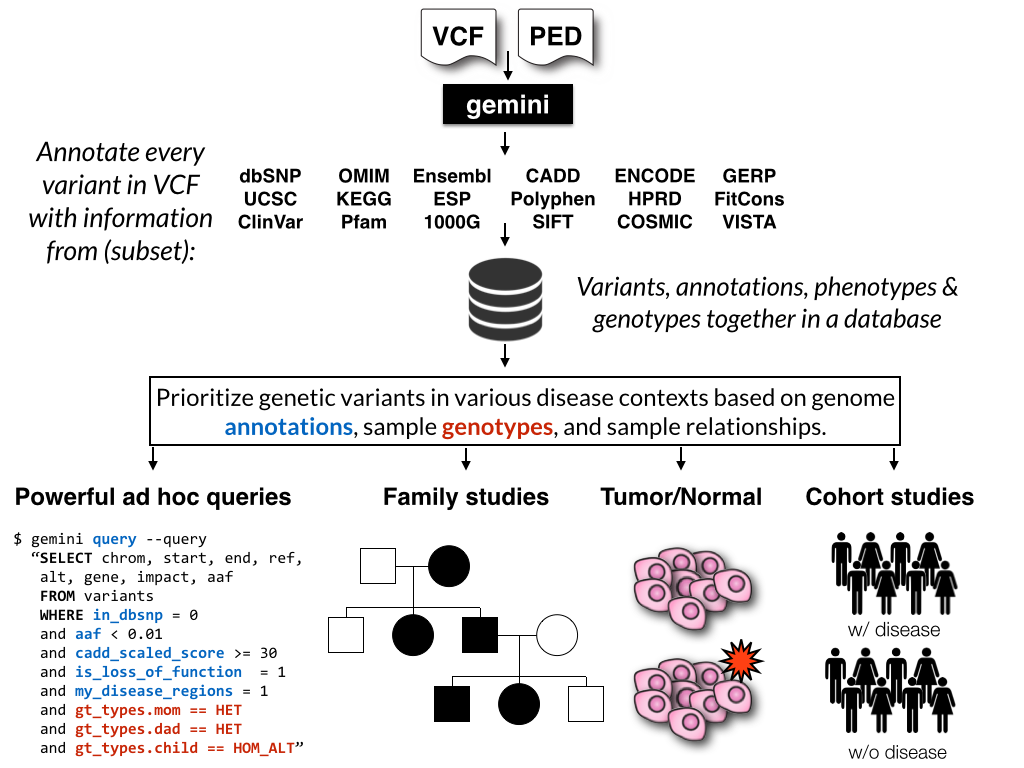 VCF PED
gemini
Annotate every
variant in VCF
with information
from (subset):
dbSNP OMIM Ensembl CADD ENCODE GERP
UCSC KEGG ESP Polyphen HPRD FitCons
ClinVar Pfam 1000G SIFT COSMIC VISTA
Variants, annotations, phenotypes &
genotypes together in a database
Prioritize genetic variants in various disease contexts based on genome
annotations, sample genotypes, and sample relationships.
Powerful ad hoc queries Family studies Tumor/Normal Cohort studies
$ gemini query --query
“SELECT chrom, start, end, ref,
alt, gene, impact, aaf
FROM variants
WHERE in_dbsnp = 0
and aaf < 0.01
and cadd_scaled_score >= 30
and is_loss_of_function = 1
and my_disease_regions = 1
and gt_types.mom == HET
and gt_types.dad == HET
and gt_types.child == HOM_ALT”
w/ disease
w/o disease